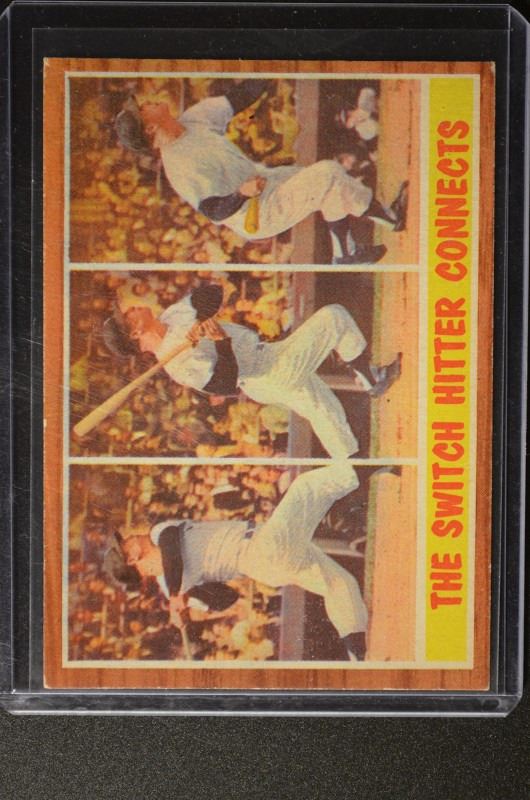 THE SWITCH HITTER CONNECTS